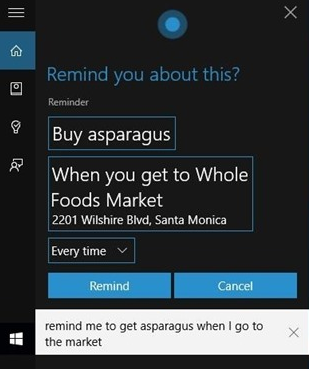 Remind you about this?
Reminder
Buy asparagus
When you get to Whole
Foods Market
2201 Wilshire Blvd, Santa Monica
Every time
Remind
Cancel
remind me to get asparagus when I go to
the market